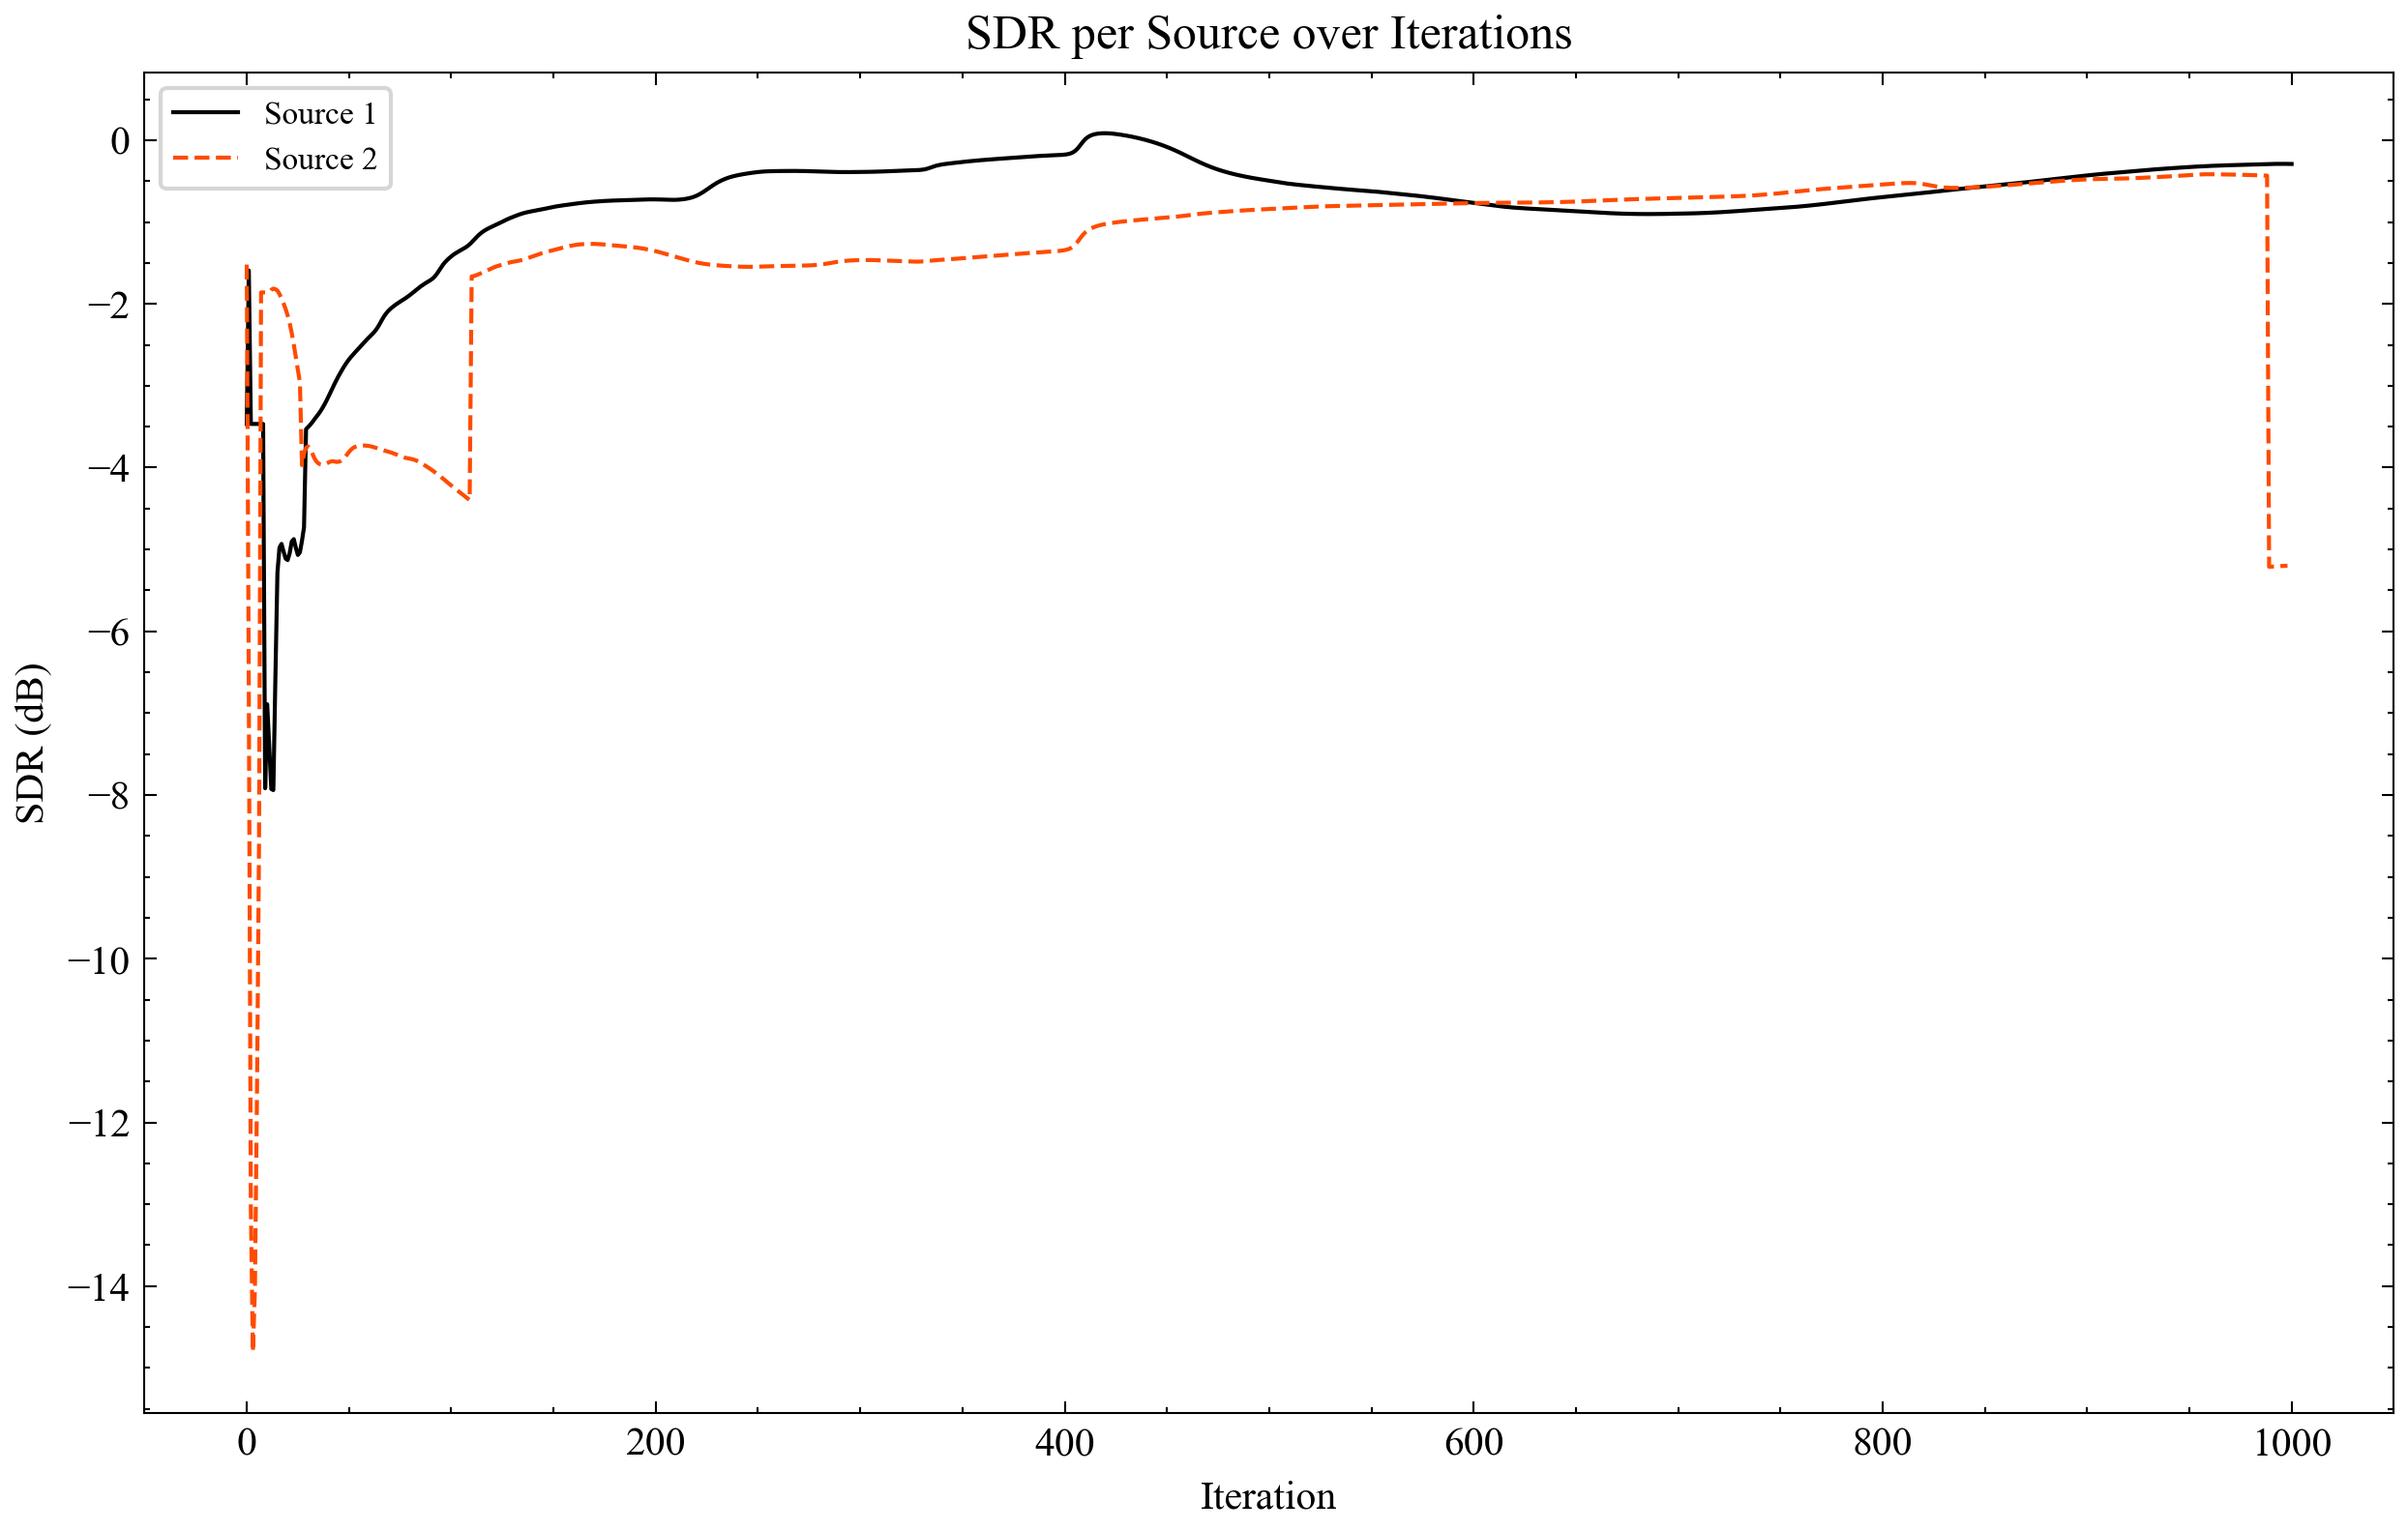 SDR per Source over Iterations
Source 1
Source 2
0
−2
−4
−6
−8
−10
−12
−14
SDR (dB)
0 200 400 600 800 1000
Iteration